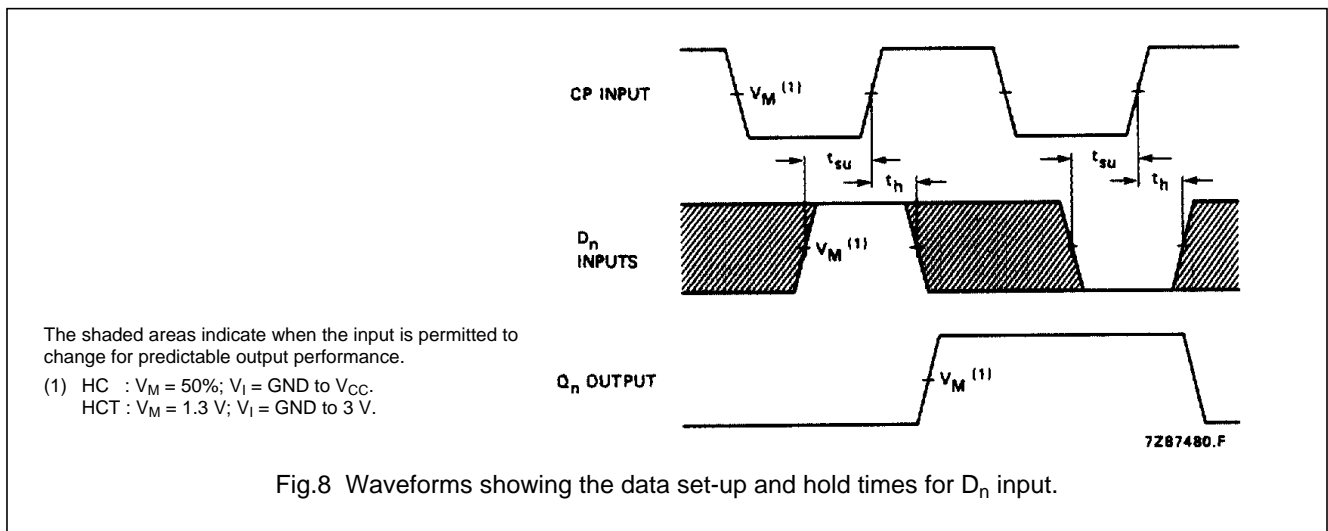 CP INPUT
V_M (1)
t_su
t_h
t_su
t_h
D_n
INPUTS
V_M (1)
The shaded areas indicate when the input is permitted to
change for predictable output performance.
(1) HC : V_M = 50%; V_I = GND to V_CC.
HCT : V_M = 1.3 V; V_I = GND to 3 V.
Q_n OUTPUT
V_M (1)
7Z87480.F
Fig.8 Waveforms showing the data set-up and hold times for D_n input.